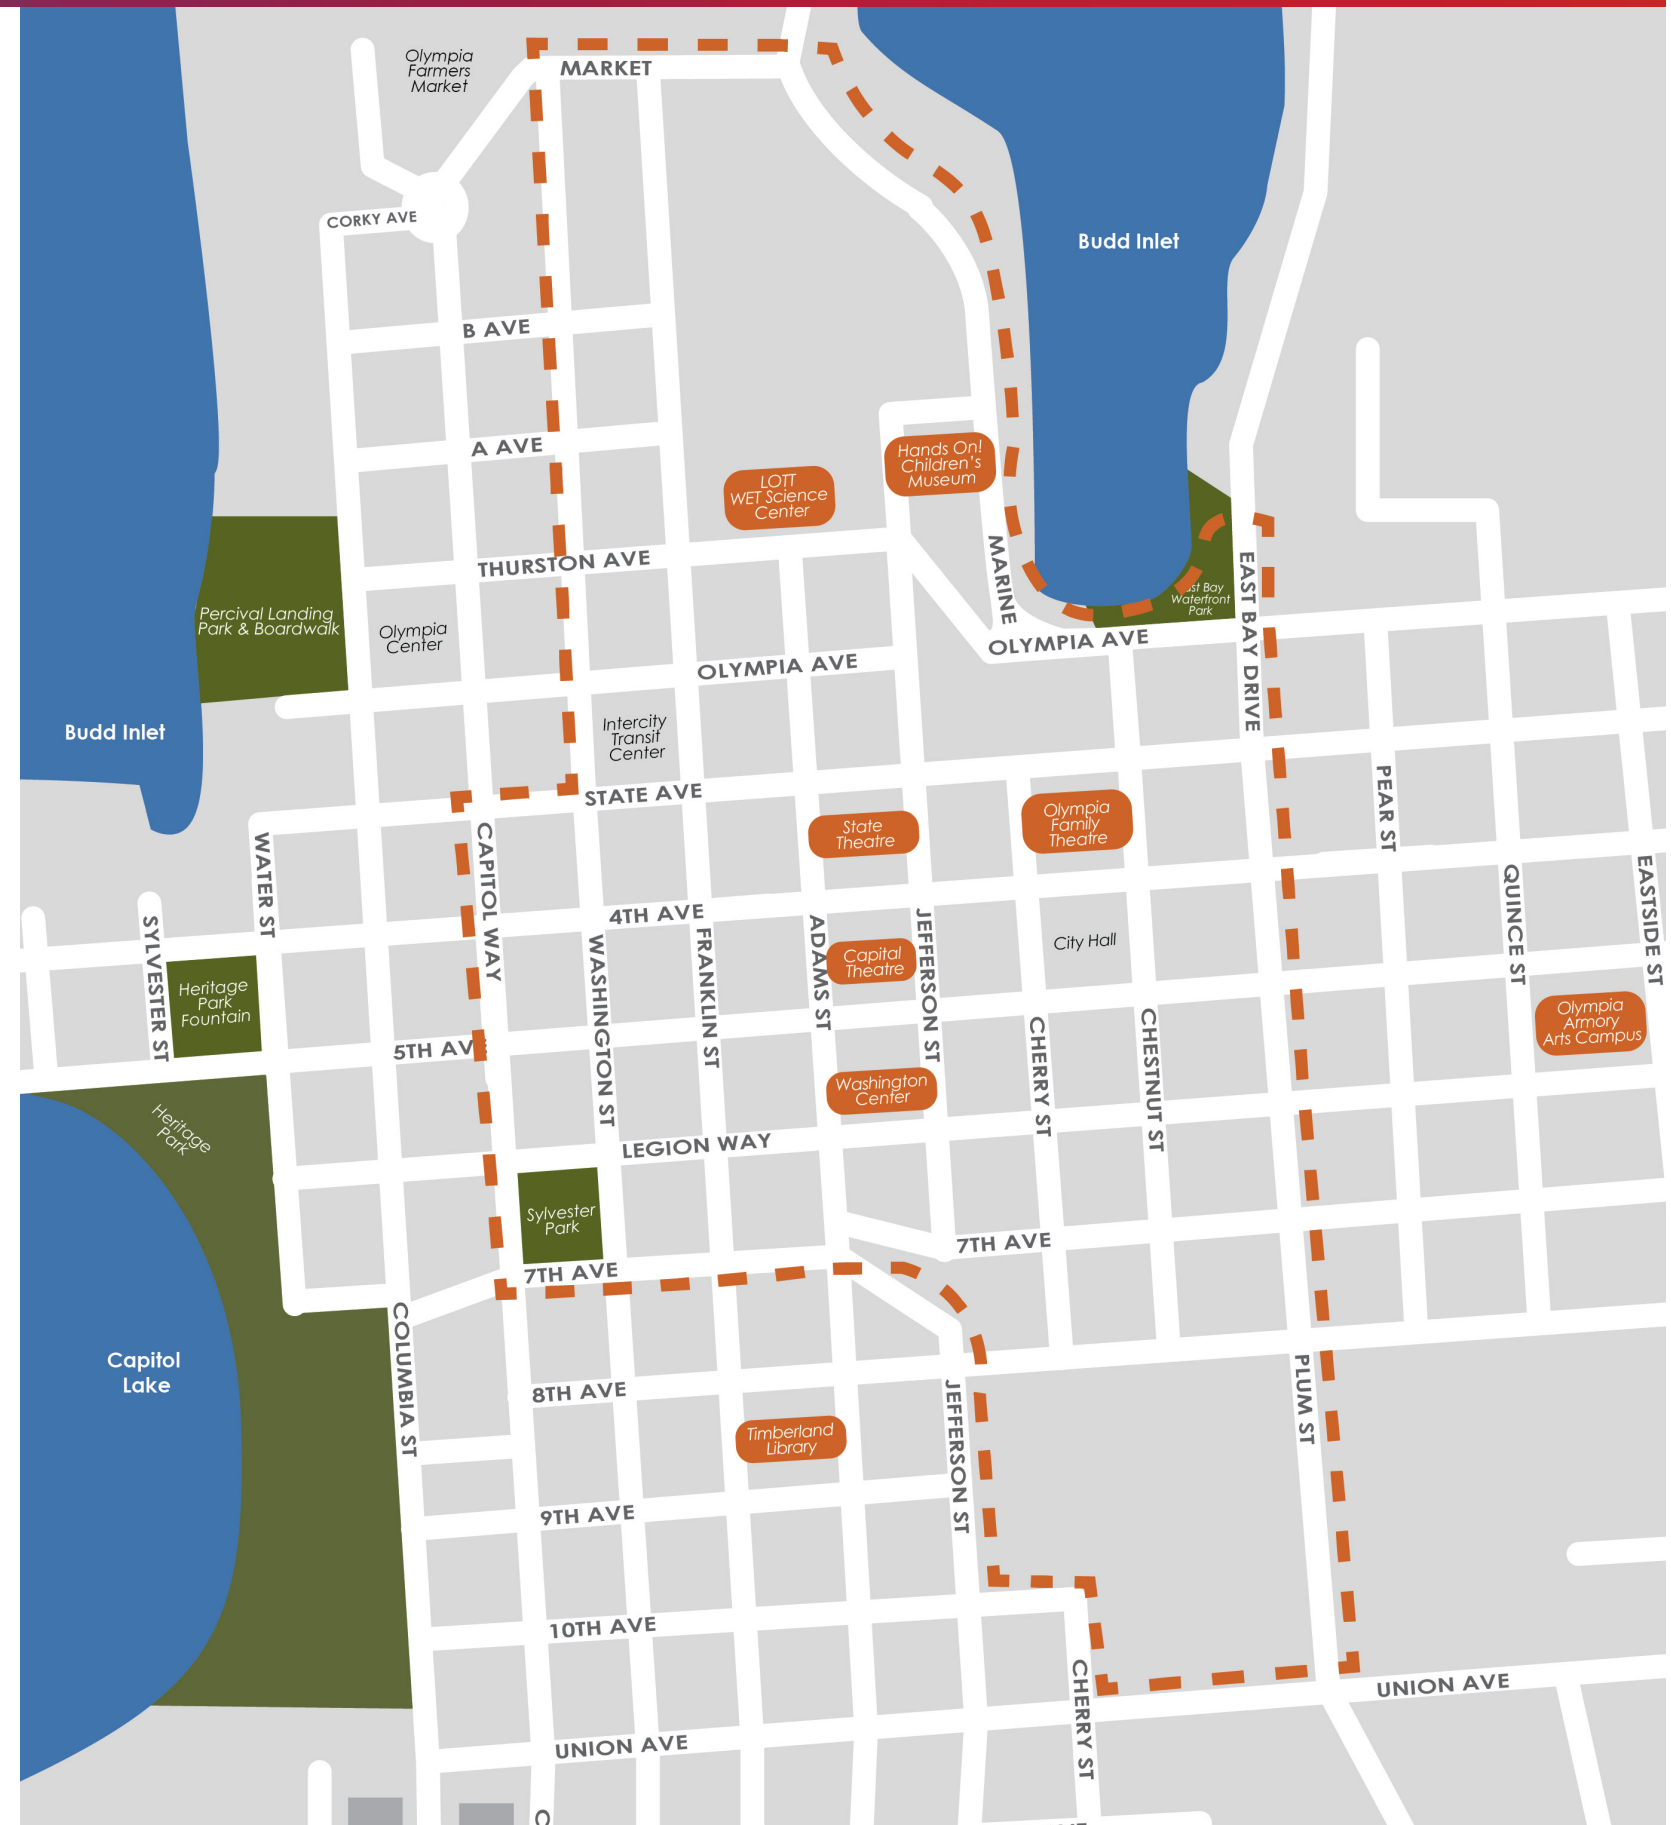 Olympia
Farmers
Market
MARKET
CORKY AVE
Budd Inlet
B AVE
A AVE
Hands On!
Children's
Museum
LOTT
WET Science
Center
THURSTON AVE
MARINE
EAST BAY DRIVE
Bay
Waterfront
Park
Percival Landing
Park & Boardwalk
Olympia
Center
OLYMPIA AVE
OLYMPIA AVE
Budd Inlet
Intercity
Transit
Center
STATE AVE
PEAR ST
State
Theatre
Olympia
Family
Theatre
WATER ST
CAPITOL WAY
4TH AVE
SYLVESTER ST
WASHINGTON ST
FRANKLIN ST
ADAMS ST
JEFFERSON ST
Capital
Theatre
City Hall
QUINCE ST
EASTSIDE ST
Heritage
Park
Fountain
Olympia
Armory
Arts Campus
5TH AV
CHERRY ST
CHESTNUT ST
Washington
Center
Heritage
Park
LEGION WAY
Sylvester
Park
7TH AVE
7TH AVE
COLUMBIA ST
Capitol
Lake
8TH AVE
PLUM ST
JEFFERSON ST
Timberland
Library
9TH AVE
10TH AVE
CHERRY ST
UNION AVE
UNION AVE